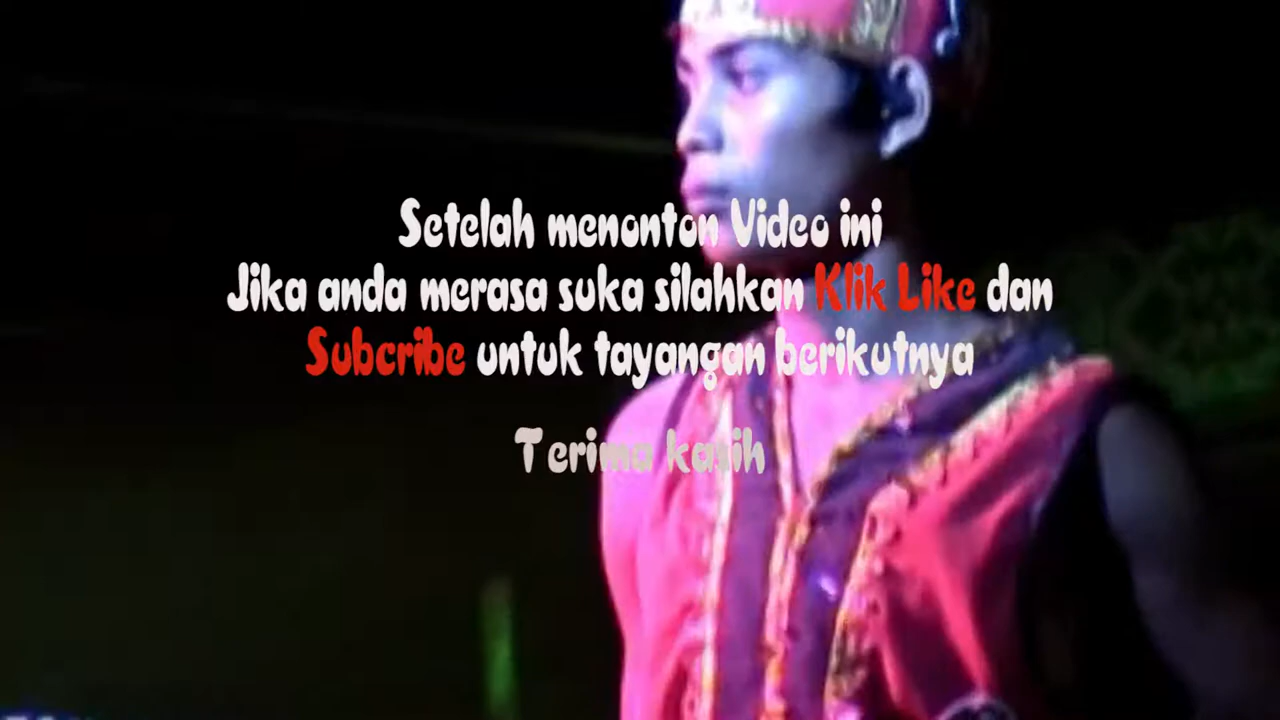 Setelah menonton Video ini
Jika anda merasa suka silahkan Klik Like dan
Subcribe untuk tayangan berikutnya
Terima kasih